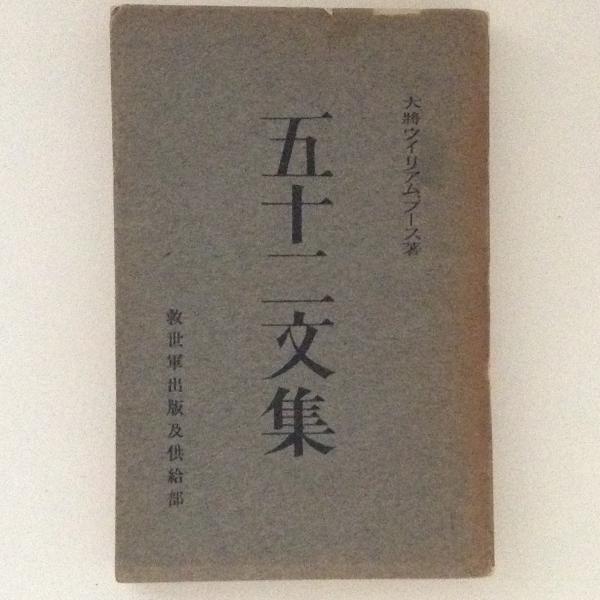 大將ウイリアム、ブース著
五十二文集
救世軍出版及供給部